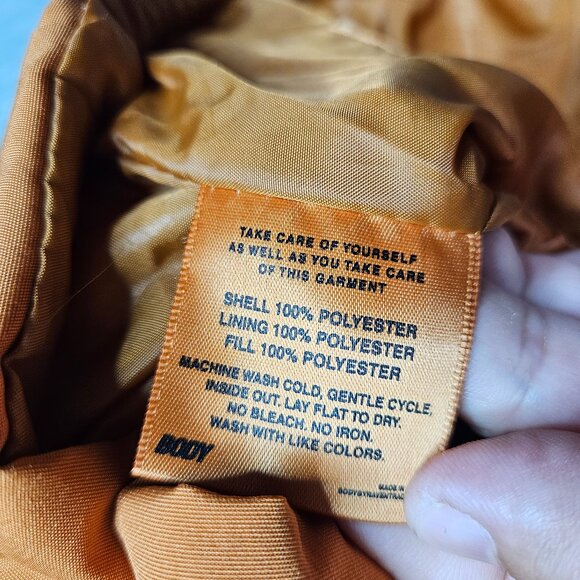 TAKE CARE OF YOURSELF
AS WELL AS YOU TAKE CARE
OF THIS GARMENT
SHELL 100% POLYESTER
LINING 100% POLYESTER
FILL 100% POLYESTER
MACHINE WASH COLD, GENTLE CYCLE,
INSIDE OUT. LAY FLAT TO DRY.
NO BLEACH. NO IRON.
WASH WITH LIKE COLORS.
BODY
MADE IN